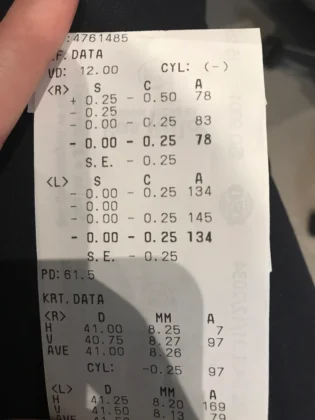 :4761485
F. DATA
VD: 12.00 CYL: (-)
<R> S C A
+ 0.25 - 0.50 78
- 0.25
- 0.00 - 0.25 83
- 0.00 - 0.25 78
S.E. - 0.25
<L> S C A
- 0.00 - 0.25 134
- 0.00
- 0.00 - 0.25 145
- 0.00 - 0.25 134
S.E. - 0.25
PD: 61.5
KRT. DATA
<R> D MM A
H 41.00 8.25 7
V 40.75 8.27 97
AVE 41.00 8.26
CYL: -0.25 97
<L> D MM A
H 41.25 8.20 169
V 41.50 8.13 79